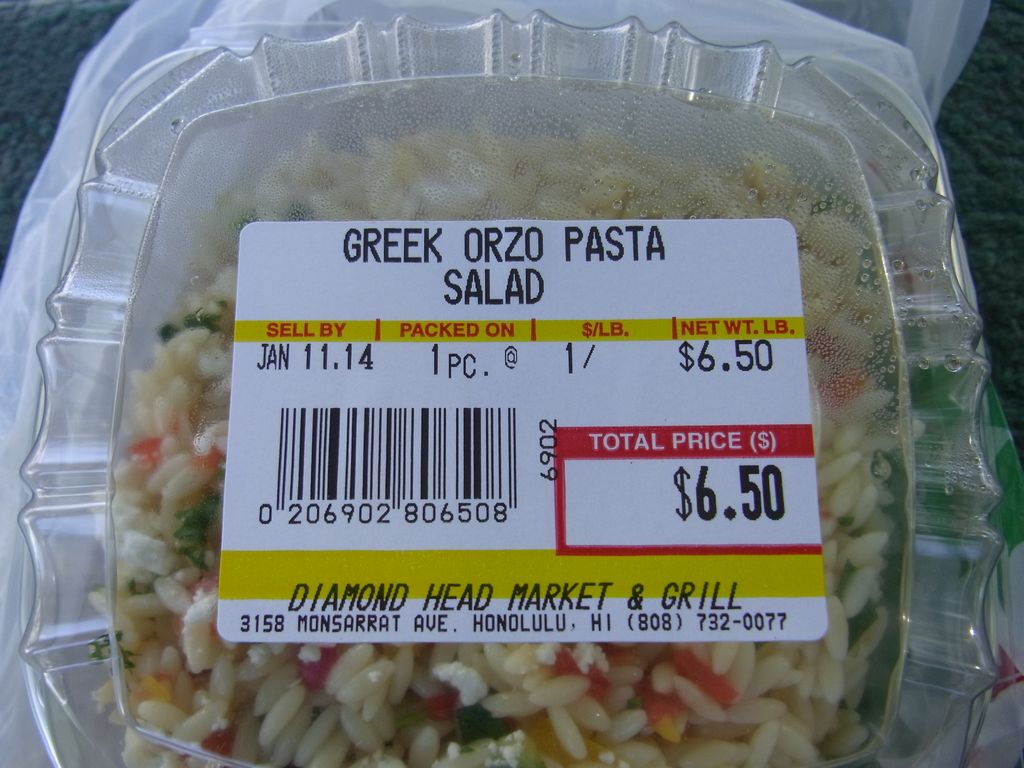 GREEK ORZO PASTA
SALAD
SELL BY | PACKED ON | $/LB. | NET WT. LB.
JAN 11.14 1 PC. @ 1/ $6.50
6902
TOTAL PRICE ($)
$6.50
0 206902 806508
DIAMOND HEAD MARKET & GRILL
3158 MONSARRAT AVE. HONOLULU, HI (808) 732-0077